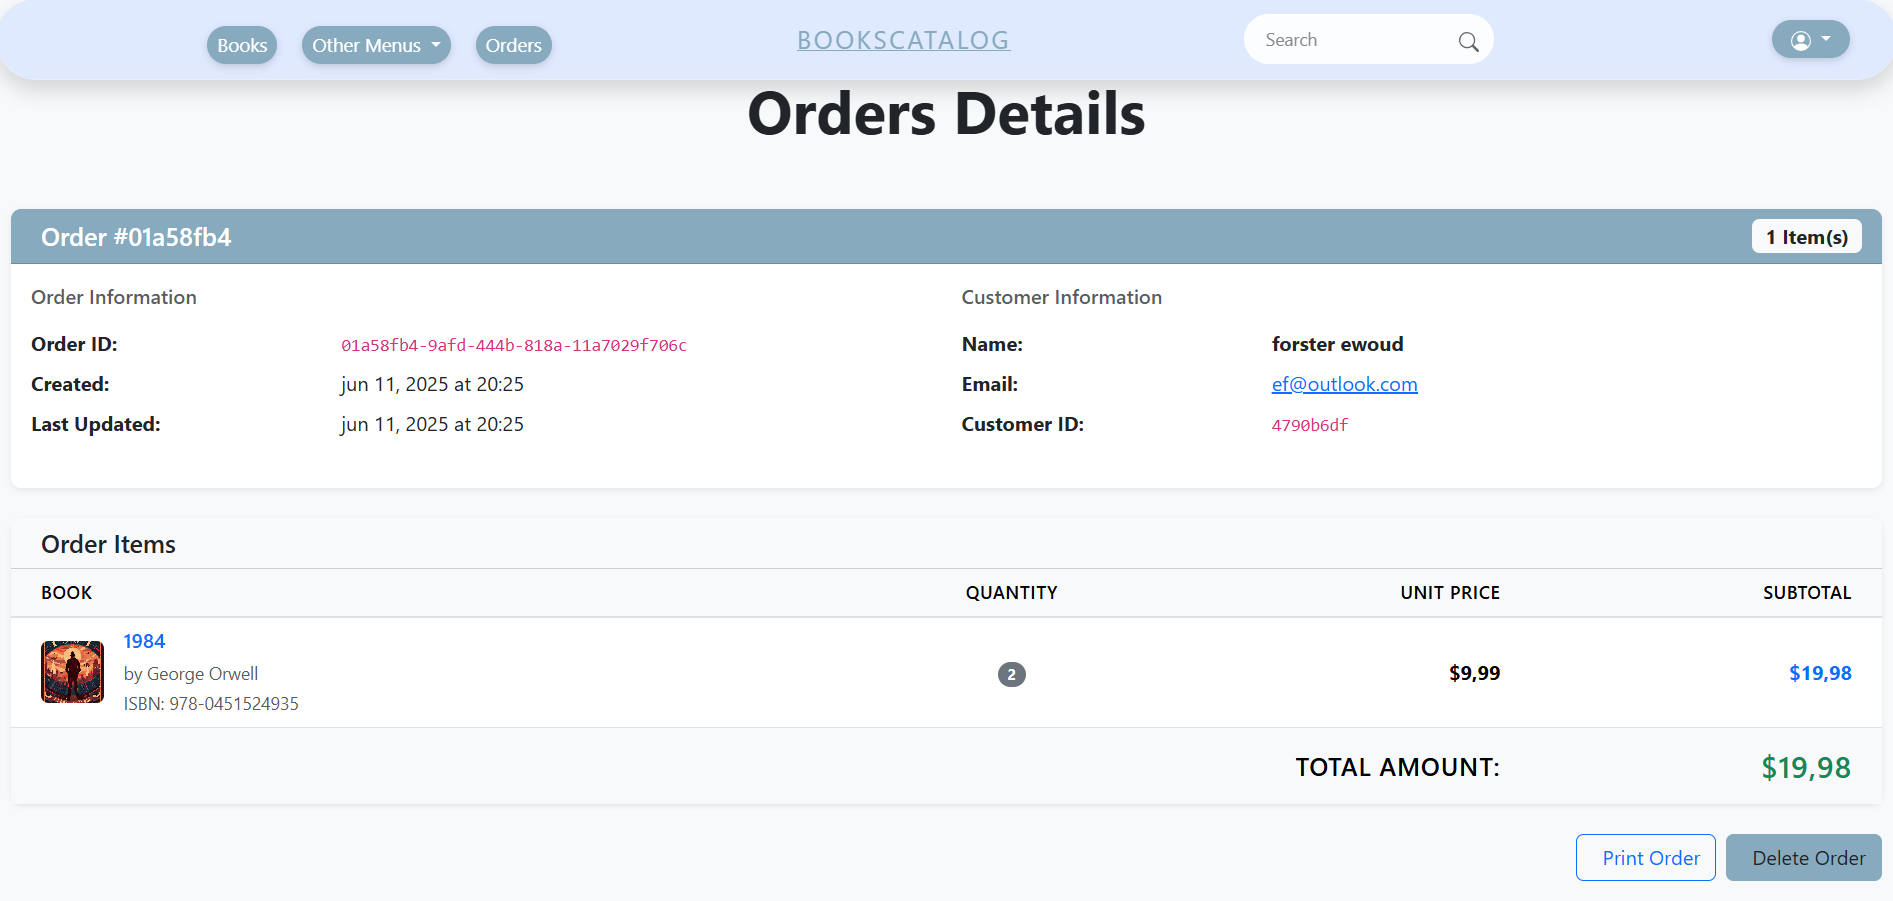 Books
Other Menus
Orders
BOOKSCATALOG
Search
Orders Details
Order #01a58fb4
1 Item(s)
Order Information
Order ID: 01a58fb4-9afd-444b-818a-11a7029f706c
Created: jun 11, 2025 at 20:25
Last Updated: jun 11, 2025 at 20:25
Customer Information
Name: forster ewoud
Email: ef@outlook.com
Customer ID: 4790b6df
Order Items
BOOK QUANTITY UNIT PRICE SUBTOTAL
1984
by George Orwell
ISBN: 978-0451524935
2 $9,99 $19,98
TOTAL AMOUNT: $19,98
Print Order
Delete Order